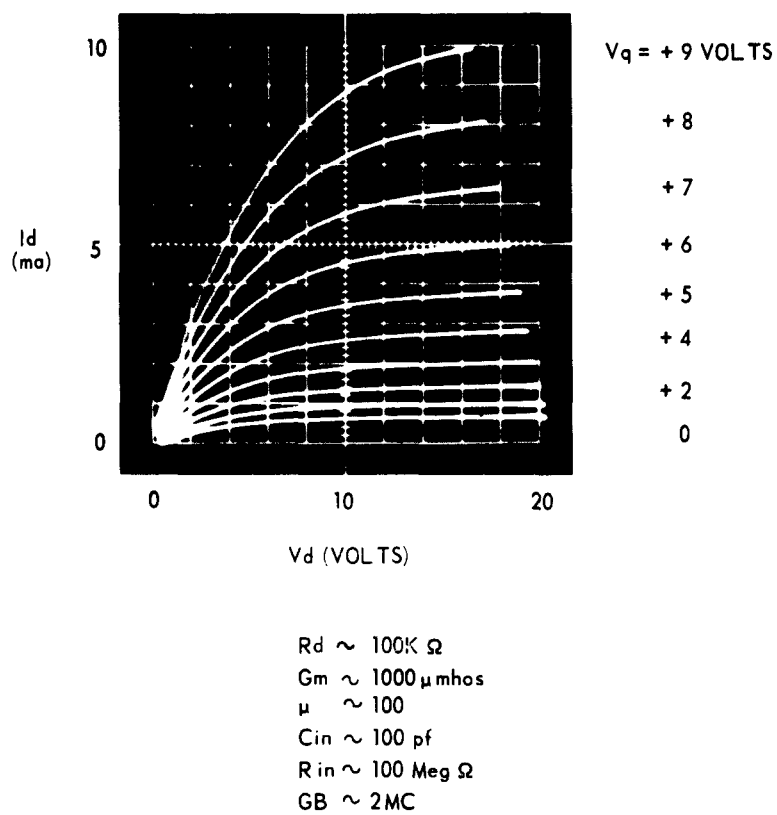 10
Vq = + 9 VOLTS
+ 8
+ 7
Id
(ma)
5
+ 6
+ 5
+ 4
+ 2
0
0
0
10
20
Vd (VOLTS)
Rd ~ 100K Ω
Gm ~ 1000 µmhos
µ ~ 100
Cin ~ 100 pf
Rin ~ 100 Meg Ω
GB ~ 2MC